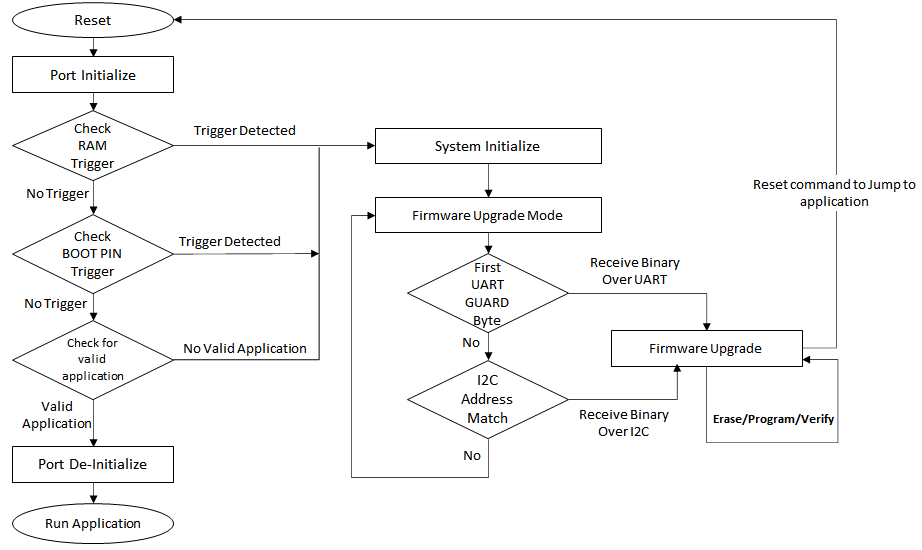 Reset
Port Initialize
Check
RAM
Trigger
Trigger Detected
System Initialize
No Trigger
Reset command to Jump to
application
Firmware Upgrade Mode
Check
BOOT PIN
Trigger
Trigger Detected
First
UART
GUARD
Byte
Receive Binary
Over UART
No Trigger
Check for
valid
application
No Valid Application
No
Firmware Upgrade
I2C
Address
Match
Receive Binary
Over I2C
Erase/Program/Verify
Valid
Application
No
Port De-Initialize
Run Application